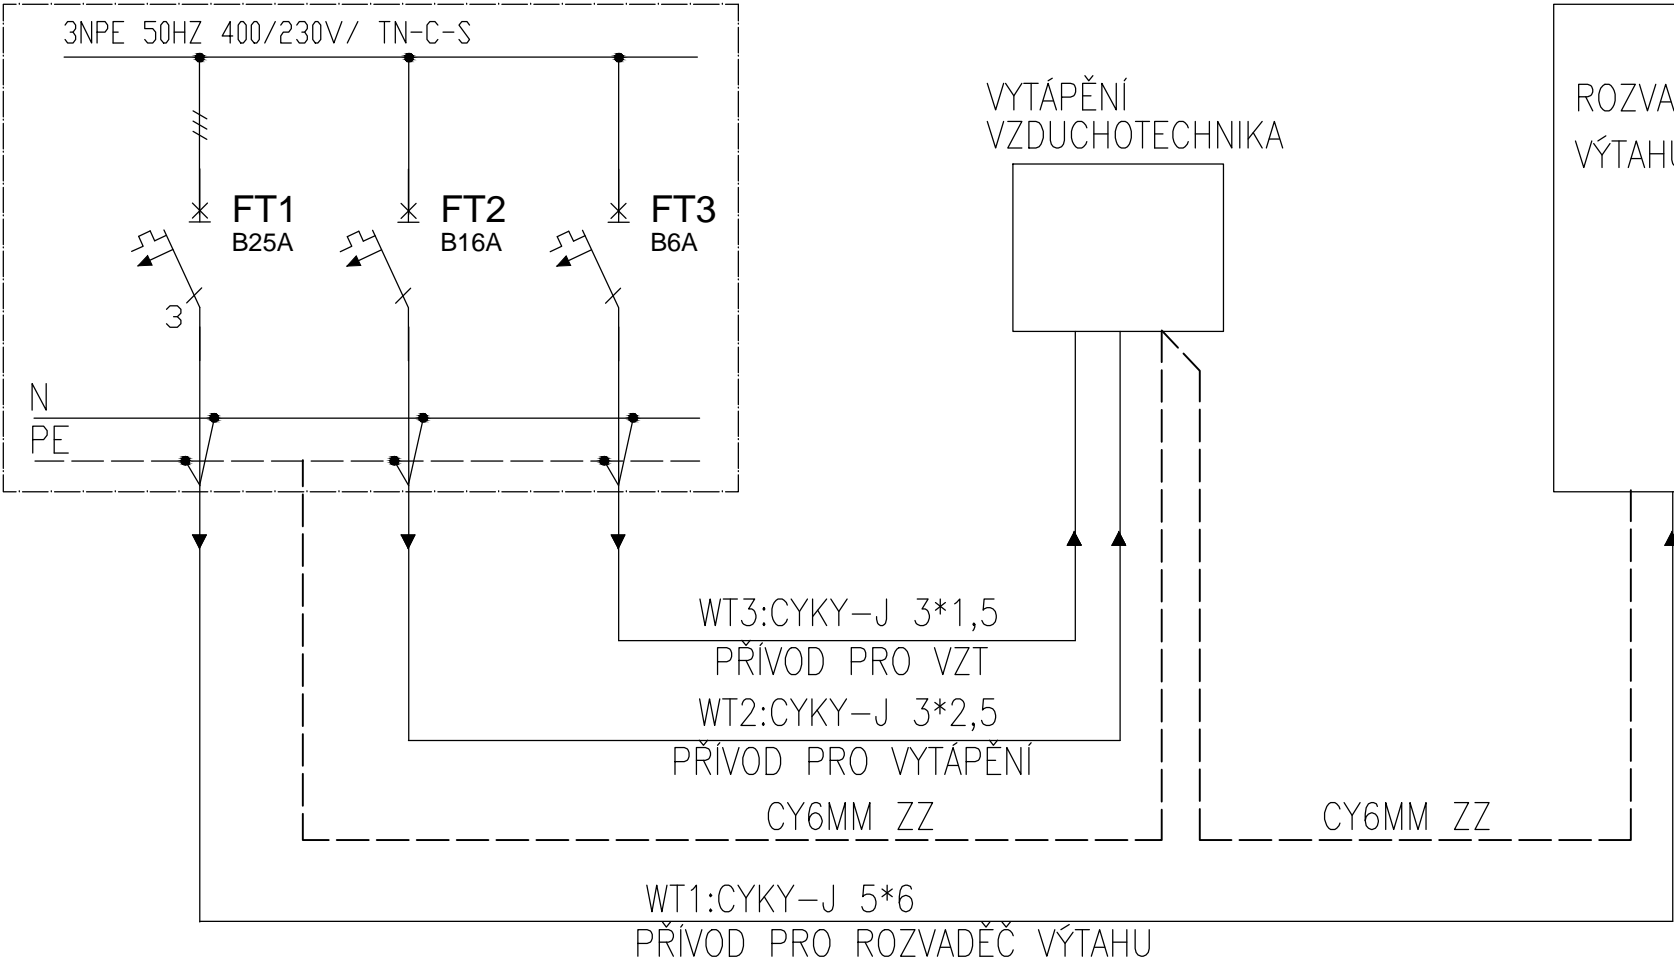 3NPE 50HZ 400/230V/ TN-C-S
VYTÁPĚNÍ
VZDUCHOTECHNIKA
ROZVA
VÝTAHU
FT1
B25A
FT2
B16A
FT3
B6A
3
N
PE
WT3:CYKY-J 3*1,5
PŘÍVOD PRO VZT
WT2:CYKY-J 3*2,5
PŘÍVOD PRO VYTÁPĚNÍ
CY6MM ZZ
CY6MM ZZ
WT1:CYKY-J 5*6
PŘÍVOD PRO ROZVADĚČ VÝTAHU